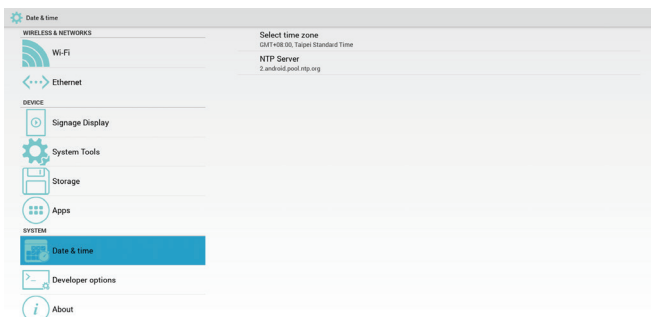 Date & time
WIRELESS & NETWORKS
Wi-Fi
Ethernet
DEVICE
Signage Display
System Tools
Storage
Apps
SYSTEM
Date & time
Developer options
About
Select time zone
GMT+08:00, Taipei Standard Time
NTP Server
2.android.pool.ntp.org